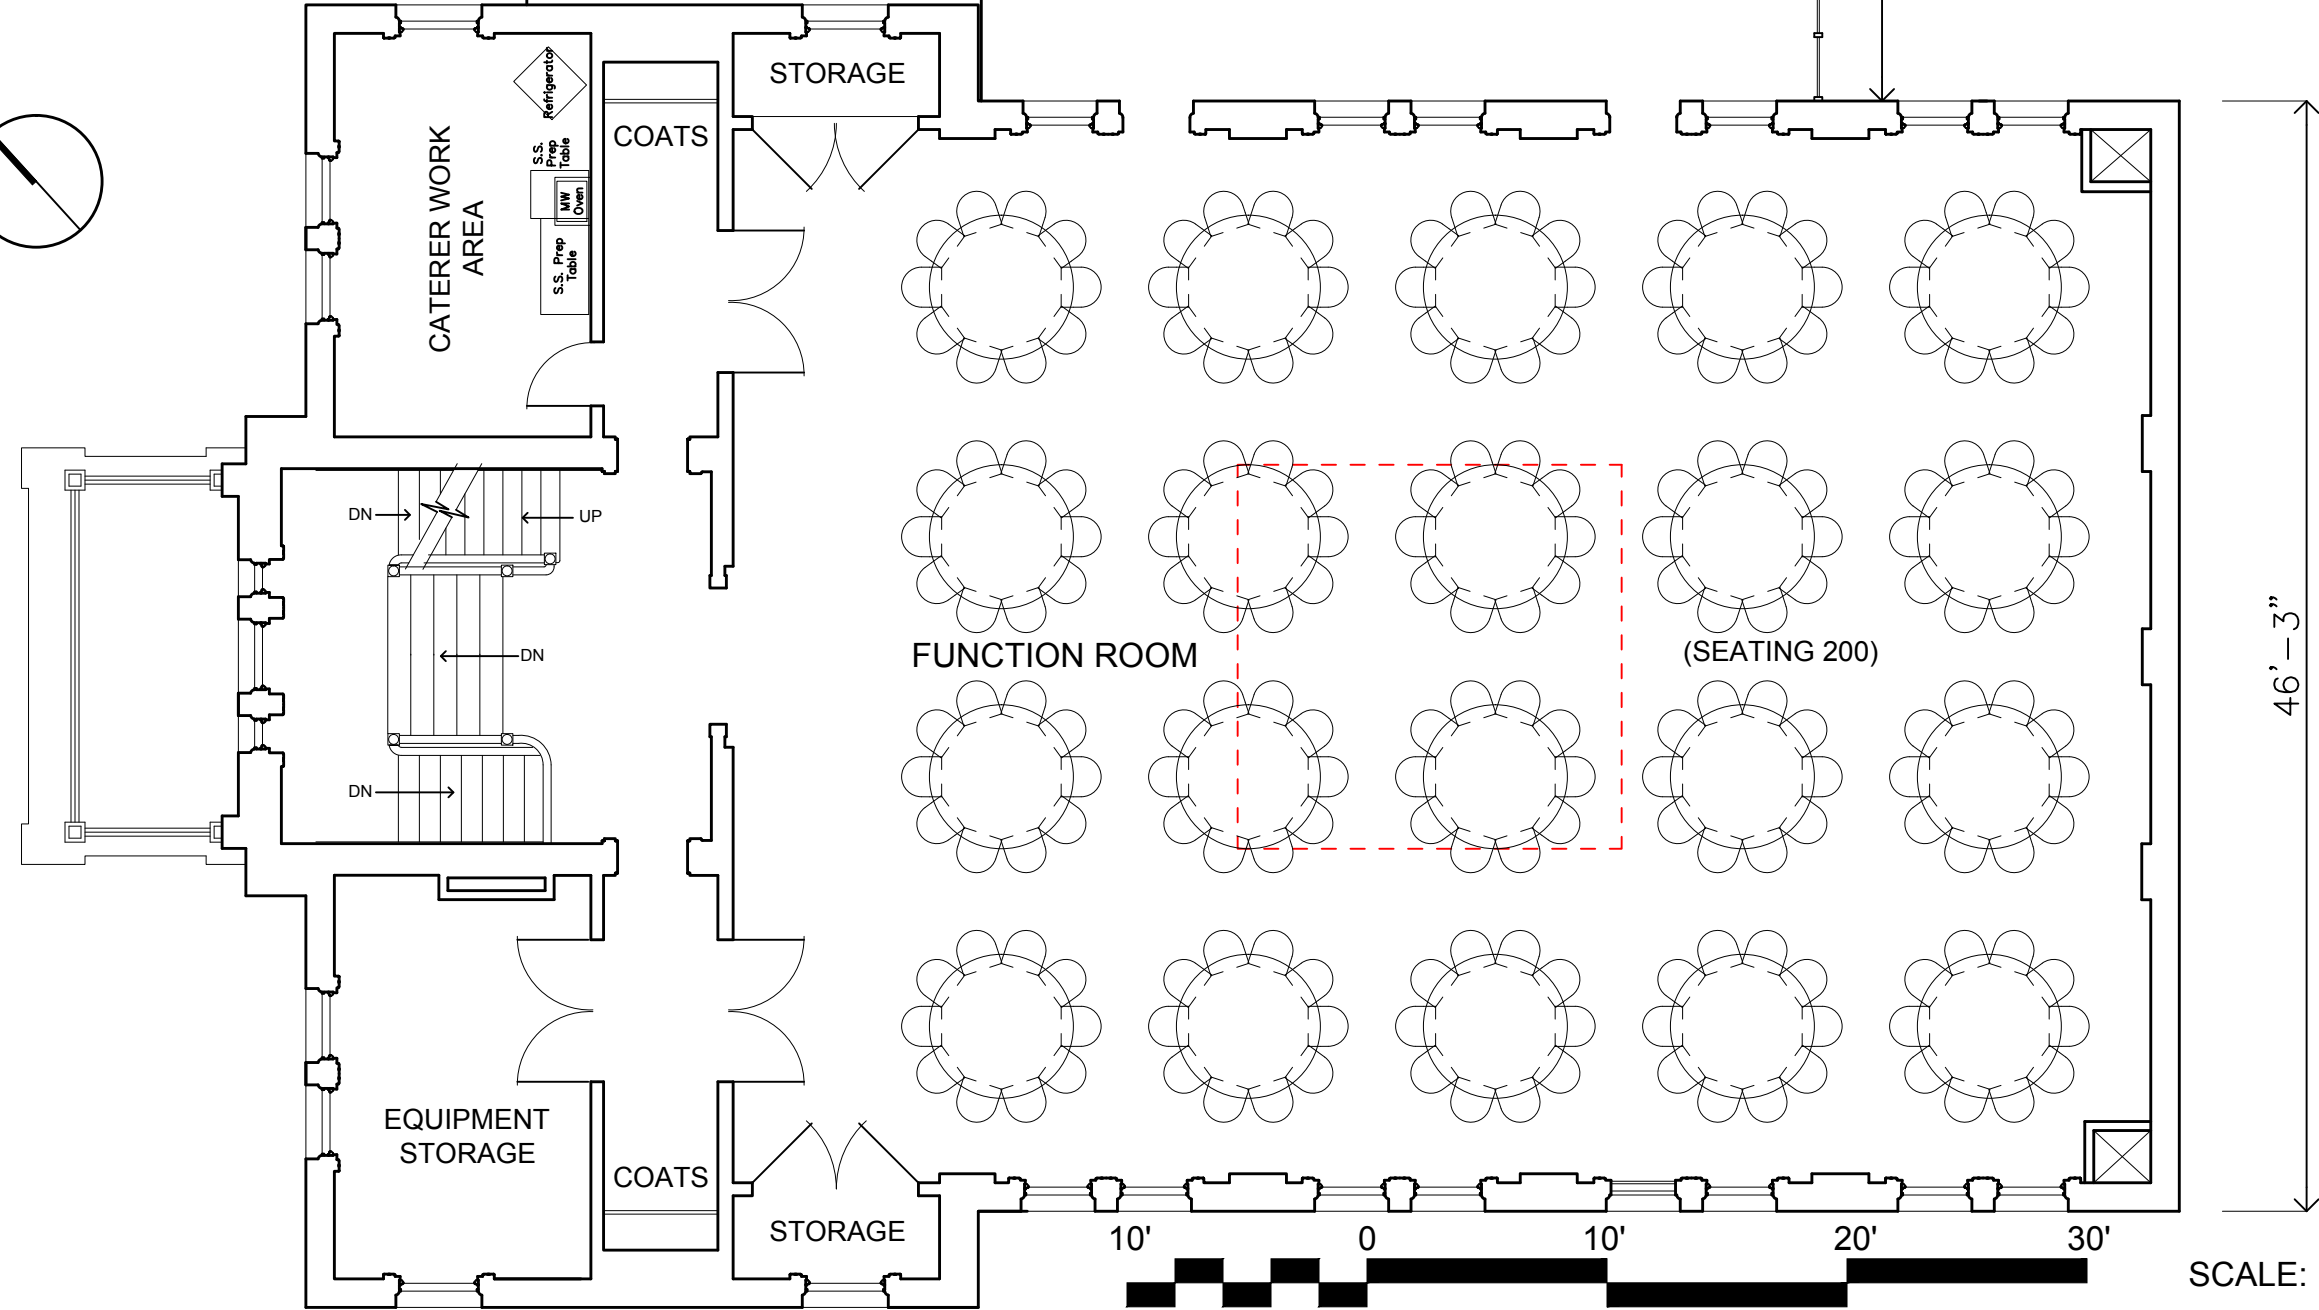 STORAGE
Refrigerator
COATS
S.S.
Prep
Table
MW
Oven
CATERER WORK
AREA
S.S. Prep
Table
DN
UP
DN
DN
FUNCTION ROOM
(SEATING 200)
46'-3"
EQUIPMENT
STORAGE
COATS
STORAGE
10' 0 10' 20' 30'
SCALE: